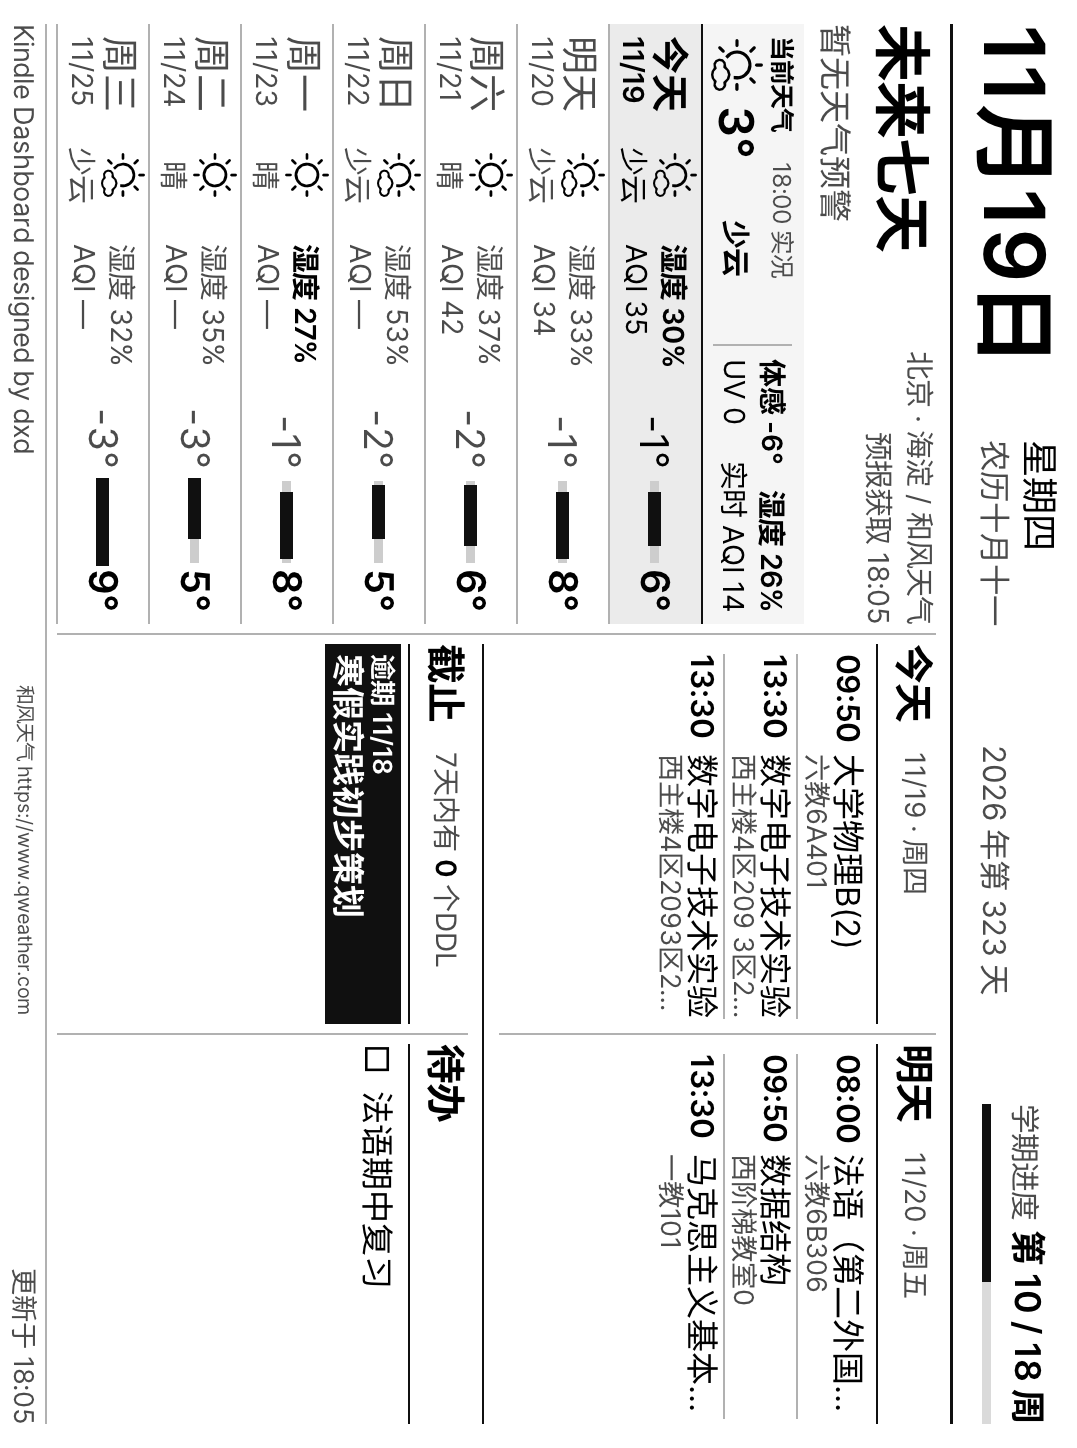 11月19日
星期四
农历十月十一
2026 年第 323 天
学期进度 第 10 / 18 周
未来七天
北京 · 海淀 / 和风天气
预报获取 18:05
暂无天气预警
当前天气 18:00 实况
3° 少云
体感 -6° 湿度 26%
UV 0 实时 AQI 14
今天 湿度 30%
11/19 少云 AQI 35 -1° 6°
明天 湿度 33%
11/20 少云 AQI 34 -1° 8°
周六 湿度 37%
11/21 晴 AQI 42 -2° 6°
周日 湿度 53%
11/22 少云 AQI — -2° 5°
周一 湿度 27%
11/23 晴 AQI — -1° 8°
周二 湿度 35%
11/24 晴 AQI — -3° 5°
周三 湿度 32%
11/25 少云 AQI — -3° 9°
今天 11/19 · 周四
09:50 大学物理B(2)
六教6A401
13:30 数字电子技术实验
西主楼4区209 3区2…
13:30 数字电子技术实验
西主楼4区2093区2…
明天 11/20 · 周五
08:00 法语（第二外国…
六教6B306
09:50 数据结构
西阶梯教室0
13:30 马克思主义基本…
一教101
截止 7天内有 0 个DDL
逾期 11/18
寒假实践初步策划
待办
法语期中复习
Kindle Dashboard designed by dxd
和风天气 https://www.qweather.com
更新于 18:05